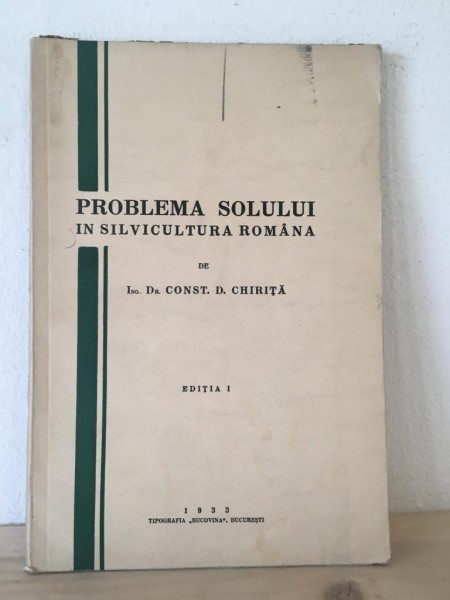 PROBLEMA SOLULUI
IN SILVICULTURA ROMÂNA
DE
ING. DR. CONST. D. CHIRIȚĂ
EDIȚIA I
1933
TIPOGRAFIA „BUCOVINA", BUCUREȘTI